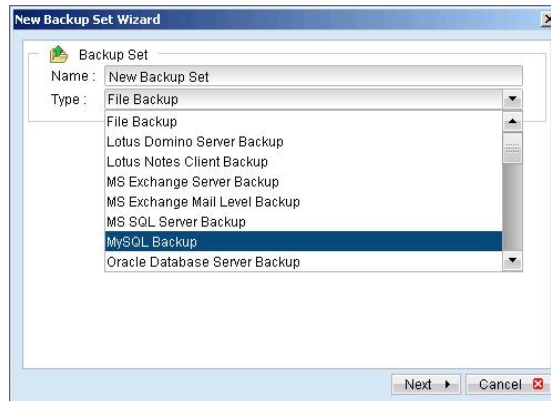 New Backup Set Wizard
Backup Set
Name : New Backup Set
Type : File Backup
File Backup
Lotus Domino Server Backup
Lotus Notes Client Backup
MS Exchange Server Backup
MS Exchange Mail Level Backup
MS SQL Server Backup
MySQL Backup
Oracle Database Server Backup
Next Cancel